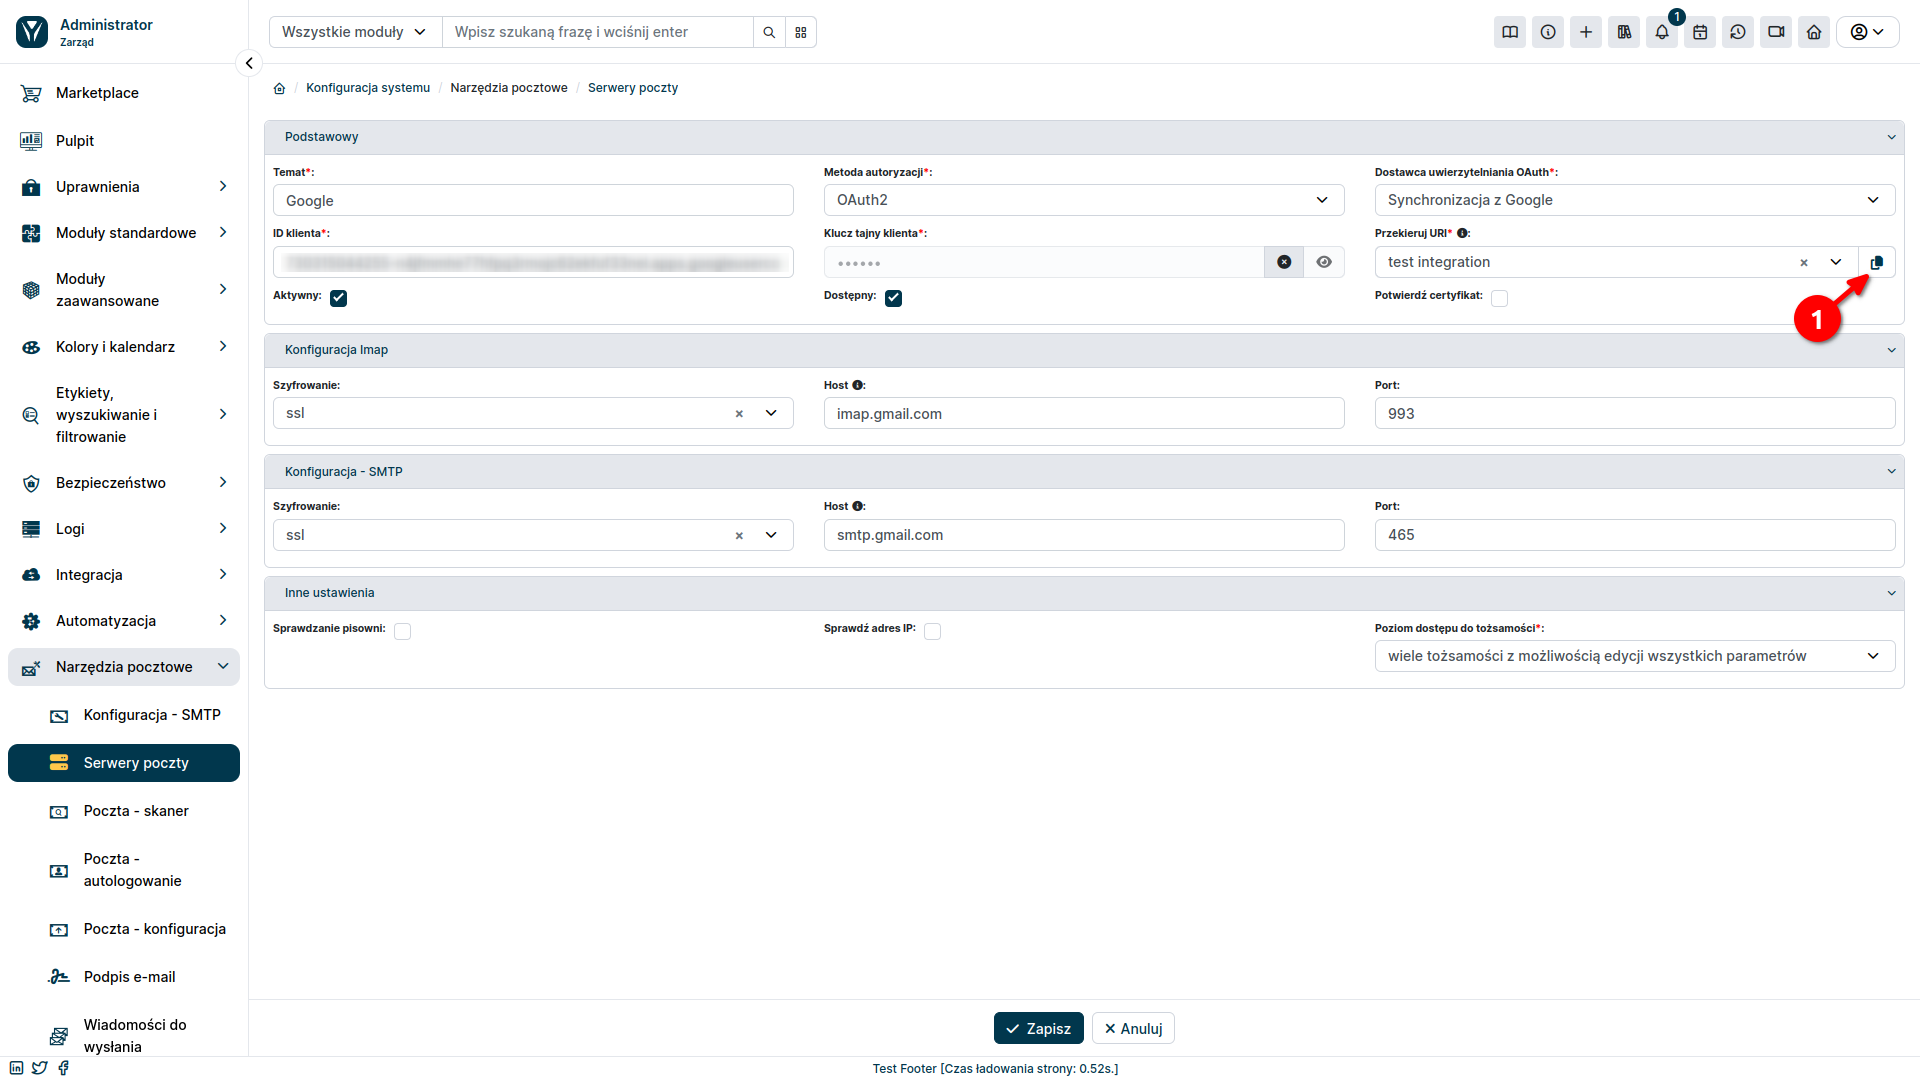 Administrator
Zarząd
Wszystkie moduły
Wpisz szukaną frazę i wciśnij enter
1
Marketplace
Pulpit
Uprawnienia
Moduły standardowe
Moduły
zaawansowane
Kolory i kalendarz
Etykiety,
wyszukiwanie i
filtrowanie
Bezpieczeństwo
Logi
Integracja
Automatyzacja
Narzędzia pocztowe
Konfiguracja - SMTP
Serwery poczty
Poczta - skaner
Poczta -
autologowanie
Poczta - konfiguracja
Podpis e-mail
Wiadomości do
wysłania
/ Konfiguracja systemu / Narzędzia pocztowe / Serwery poczty
Podstawowy
Temat*:
Google
Metoda autoryzacji*:
OAuth2
Dostawca uwierzytelniania OAuth*:
Synchronizacja z Google
ID klienta*:
Klucz tajny klienta*:
••••••
Przekieruj URI* :
test integration
Aktywny:
Dostępny:
Potwierdź certyfikat:
1
Konfiguracja Imap
Szyfrowanie:
ssl
Host :
imap.gmail.com
Port:
993
Konfiguracja - SMTP
Szyfrowanie:
ssl
Host :
smtp.gmail.com
Port:
465
Inne ustawienia
Sprawdzanie pisowni:
Sprawdź adres IP:
Poziom dostępu do tożsamości*:
wiele tożsamości z możliwością edycji wszystkich parametrów
Zapisz
Anuluj
Test Footer [Czas ładowania strony: 0.52s.]